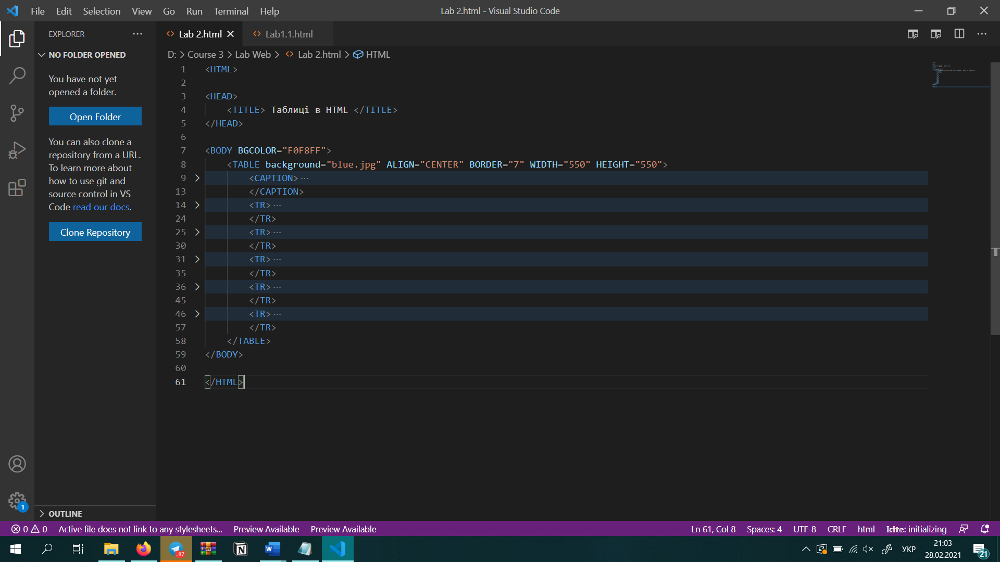 File Edit Selection View Go Run Terminal Help
Lab 2.html - Visual Studio Code
EXPLORER ···
NO FOLDER OPENED
You have not yet
opened a folder.
Open Folder
You can also clone a
repository from a URL.
To learn more about
how to use git and
source control in VS
Code read our docs.
Clone Repository
OUTLINE
1
<> Lab 2.html
<> Lab1.1.html
D: > Course 3 > Lab Web > <> Lab 2.html > HTML
1 <HTML>
2
3 <HEAD>
4 <TITLE> Таблиці в HTML </TITLE>
5 </HEAD>
6
7 <BODY BGCOLOR="F0F8FF">
8 <TABLE background="blue.jpg" ALIGN="CENTER" BORDER="7" WIDTH="550" HEIGHT="550">
9 <CAPTION>···
13 </CAPTION>
14 <TR>···
24 </TR>
25 <TR>···
30 </TR>
31 <TR>···
35 </TR>
36 <TR>···
45 </TR>
46 <TR>···
57 </TR>
58 </TABLE>
59 </BODY>
60
61 </HTML>
0 0 Active file does not link to any stylesheets... Preview Available Preview Available
Ln 61, Col 8 Spaces: 4 UTF-8 CRLF html kite: initializing
..87
N
W
УКР
21:03
28.02.2021
21